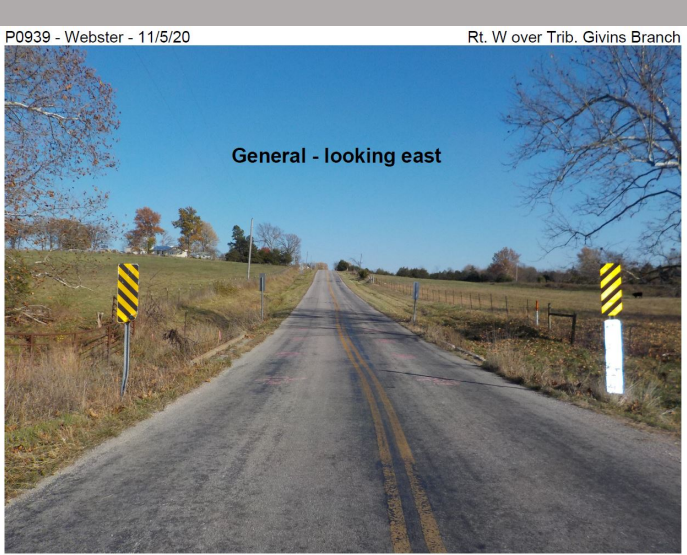 P0939 - Webster - 11/5/20 Rt. W over Trib. Givins Branch
General - looking east